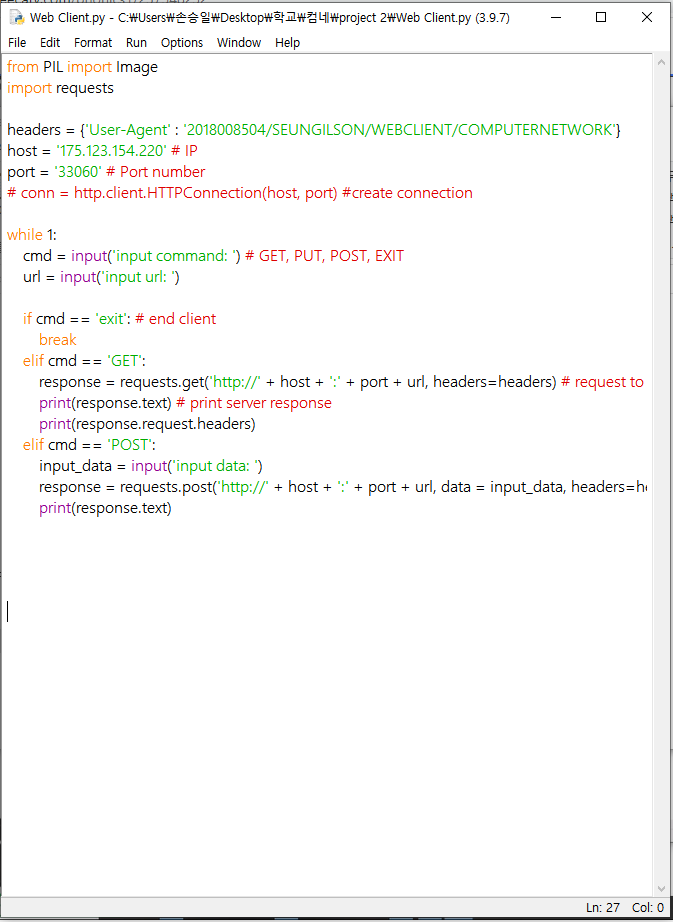 Web Client.py - C:₩Users₩손승일₩Desktop₩학교₩컴네₩project 2₩Web Client.py (3.9.7)
File Edit Format Run Options Window Help
from PIL import Image
import requests
headers = {'User-Agent' : '2018008504/SEUNGILSON/WEBCLIENT/COMPUTERNETWORK'}
host = '175.123.154.220' # IP
port = '33060' # Port number
# conn = http.client.HTTPConnection(host, port) #create connection
while 1:
cmd = input('input command: ') # GET, PUT, POST, EXIT
url = input('input url: ')
if cmd == 'exit': # end client
break
elif cmd == 'GET':
response = requests.get('http://' + host + ':' + port + url, headers=headers) # request to
print(response.text) # print server response
print(response.request.headers)
elif cmd == 'POST':
input_data = input('input data: ')
response = requests.post('http://' + host + ':' + port + url, data = input_data, headers=h
print(response.text)
Ln: 27 Col: 0